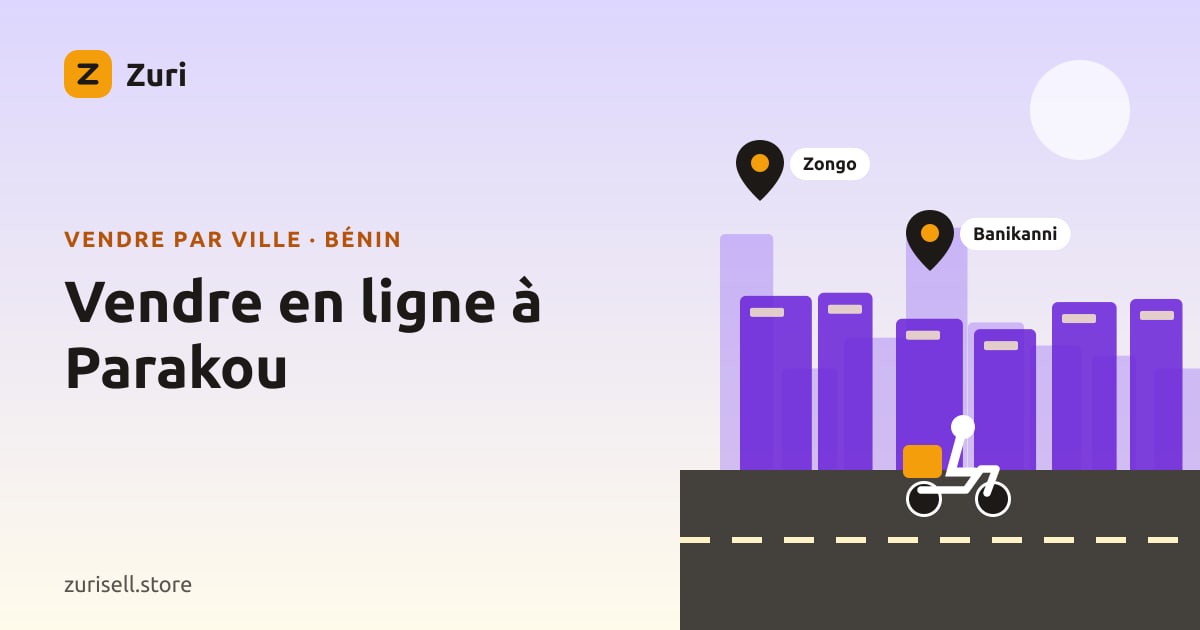 Z
Zuri
VENDRE PAR VILLE · BÉNIN
Vendre en ligne à
Parakou
Zongo
Banikanni
zurisell.store